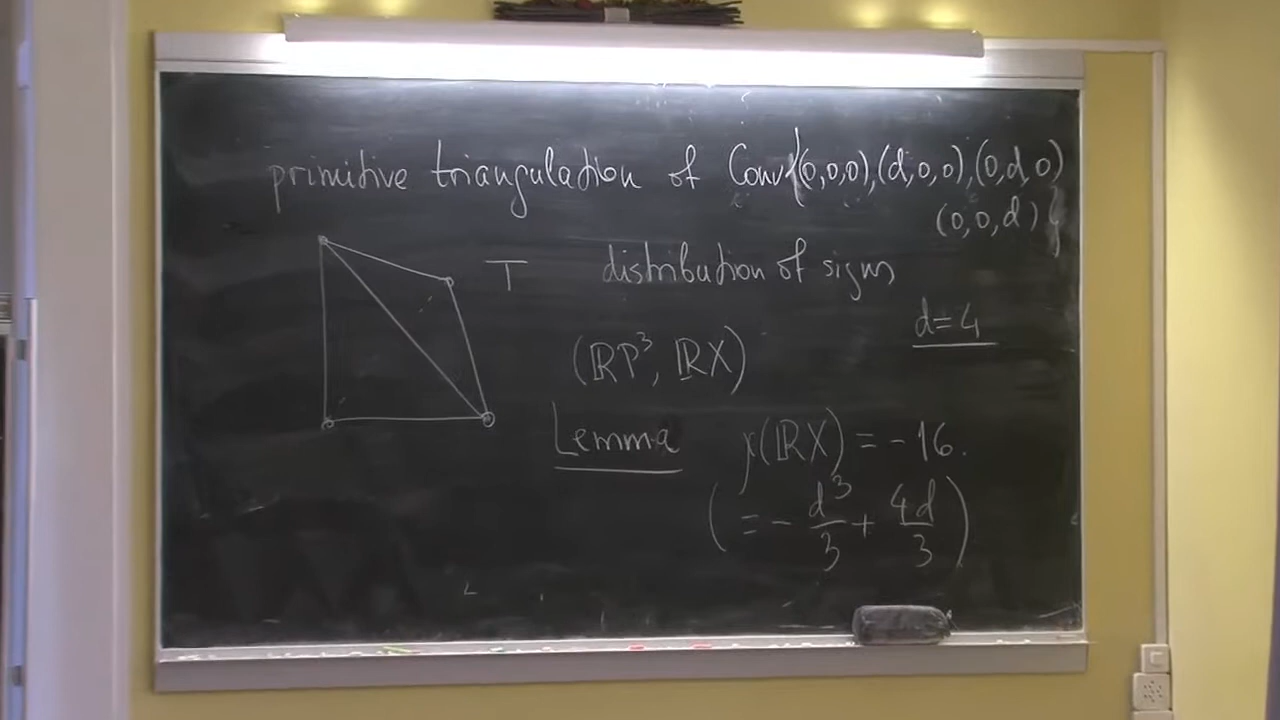 primitive triangulation of Conv{(0,0,0),(d,0,0),(0,d,0)
(0,0,d)}
T distribution of signs
d=4
(ℝP³, ℝX)
Lemma χ(ℝX) = -16.
(= - d³/3 + 4d/3)